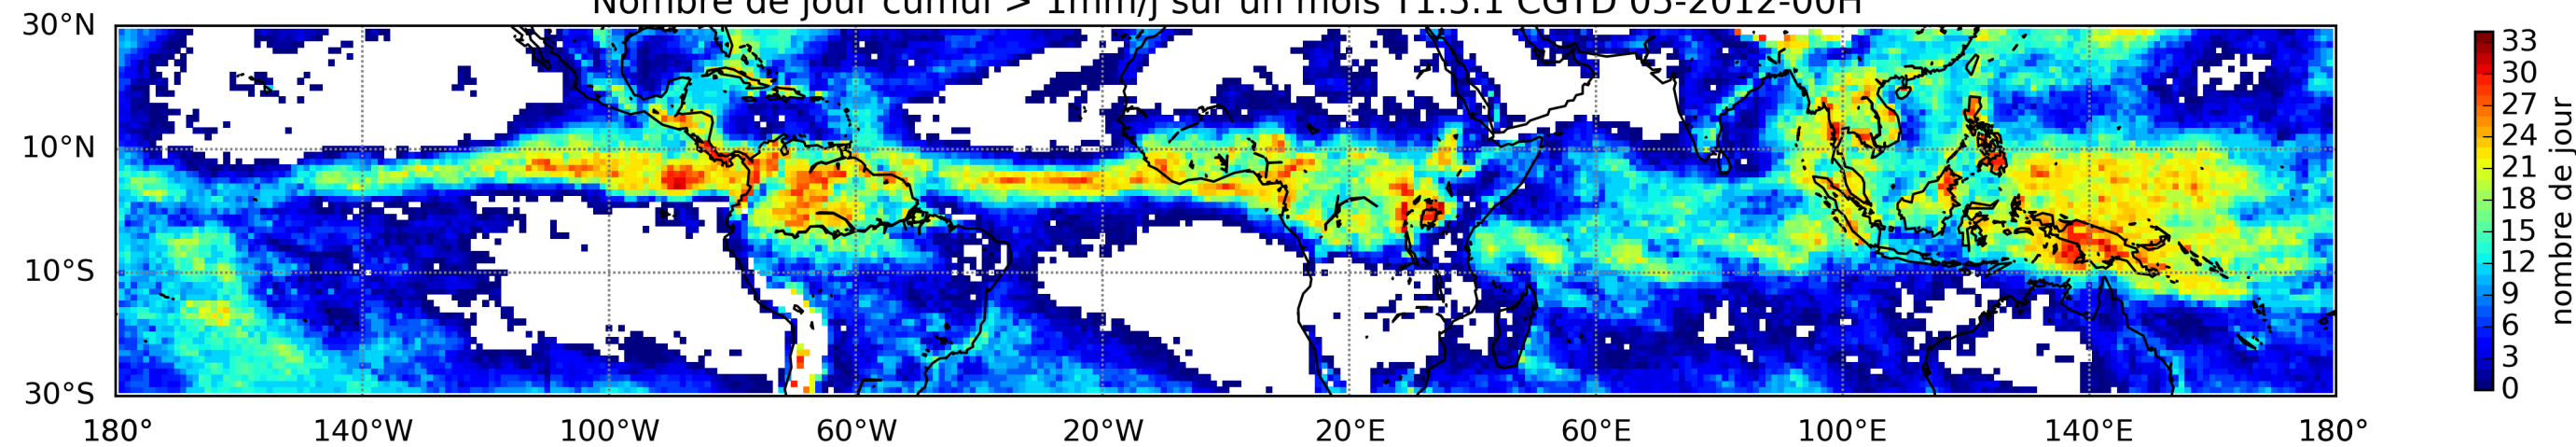 Nombre de jour cumul > 1mm/j sur un mois T1.5.1 CGTD 05-2012-00H
30°N
10°N
10°S
30°S
180°
140°W
100°W
60°W
20°W
20°E
60°E
100°E
140°E
180°
33
30
27
24
21
18
15
12
9
6
3
0
nombre de jour